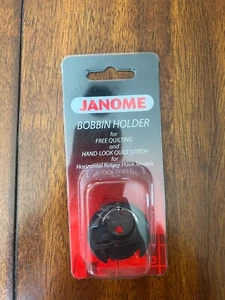 JANOME
BOBBIN HOLDER
for
FREE QUILTING
and
HAND-LOOK QUILT STITCH
for
Horizontal Rotary Hook Models